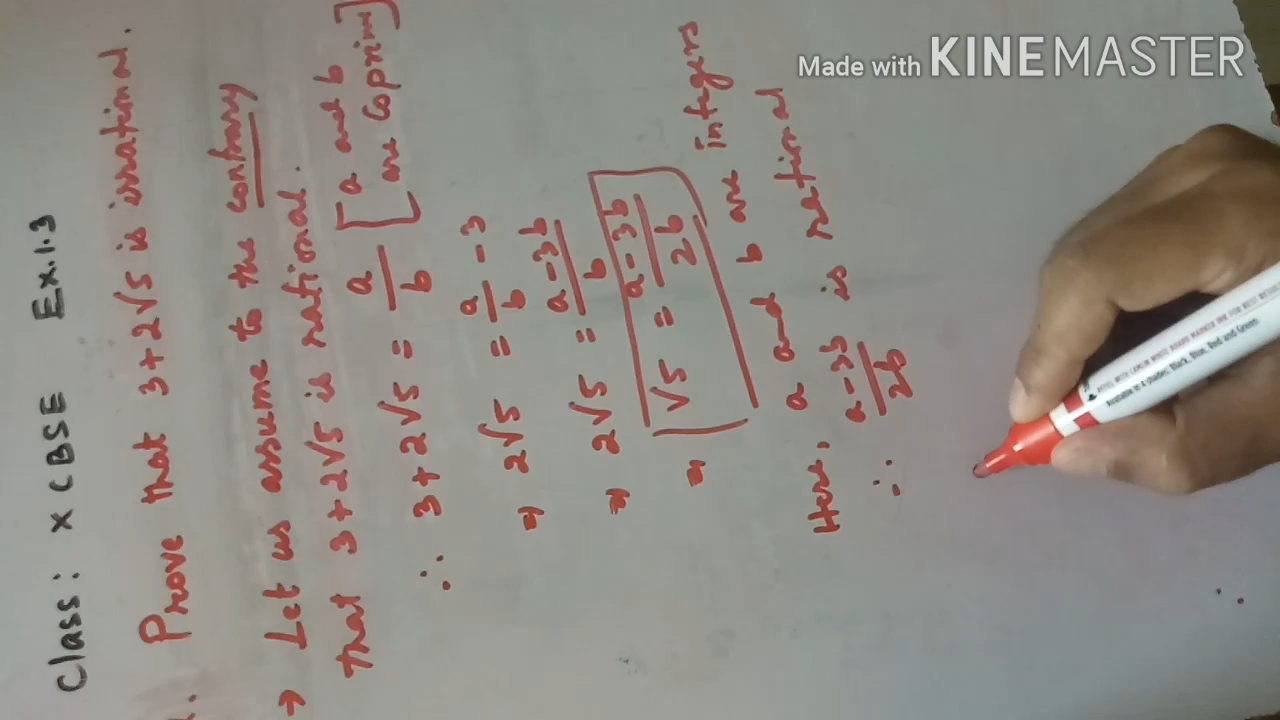 Class: X CBSE Ex.1.3
Prove that 3+2√5 is irrational.
→ Let us assume to the contrary
that 3+2√5 is rational.
∴ 3+2√5 = a/b [a and b are coprime]
⇒ 2√5 = a/b - 3
⇒ 2√5 = a-3b/b
⇒ √5 = a-3b/2b
Here, a and b are integers
∴ a-3b/2b is rational
Made with KINEMASTER